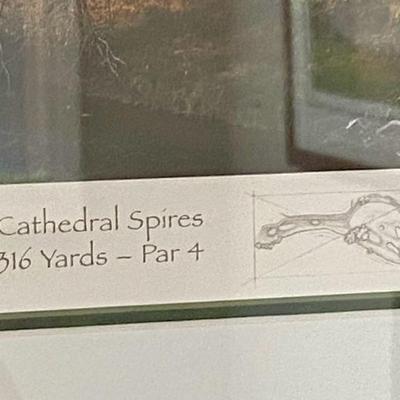 Cathedral Spires
316 Yards – Par 4